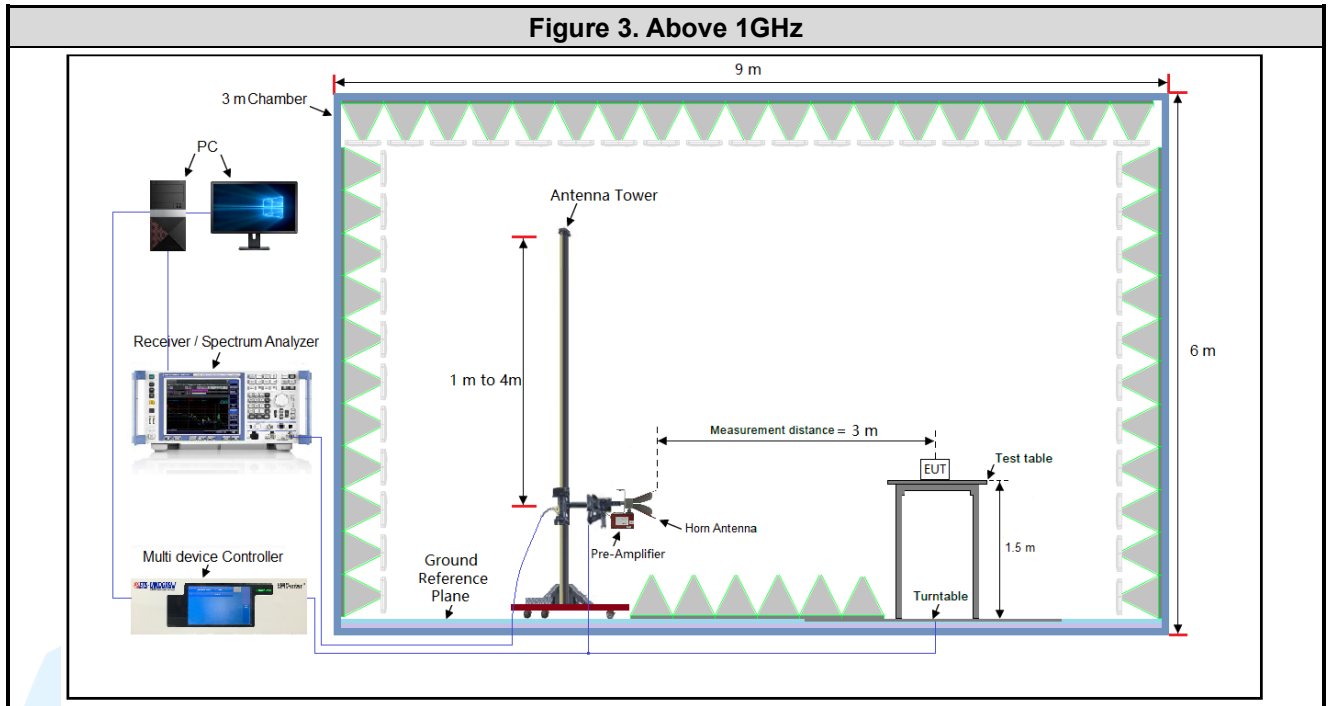 Figure 3. Above 1GHz
9 m
3 m Chamber
PC
Antenna Tower
Receiver / Spectrum Analyzer
6 m
1 m to 4m
Measurement distance = 3 m
EUT
Test table
Horn Antenna
Pre-Amplifier
1.5 m
Multi device Controller
Ground
Reference
Plane
Turntable